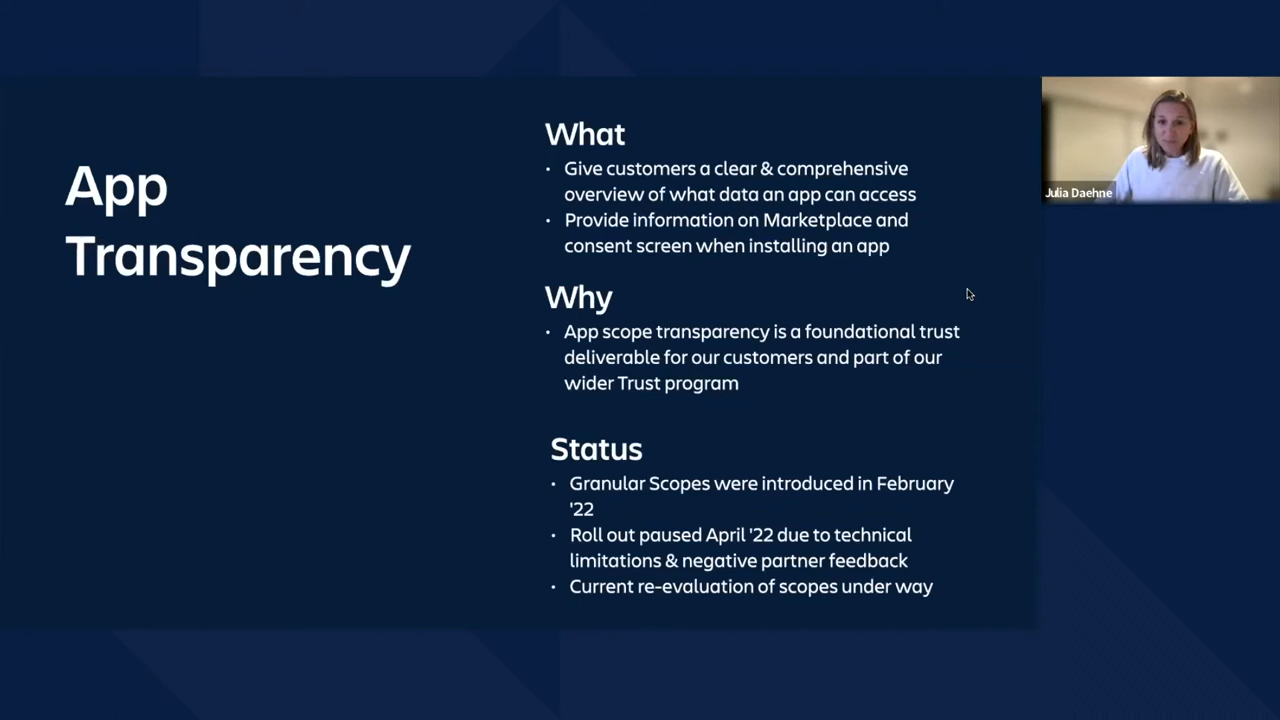 App
Transparency
What
• Give customers a clear & comprehensive
overview of what data an app can access
• Provide information on Marketplace and
consent screen when installing an app
Why
• App scope transparency is a foundational trust
deliverable for our customers and part of our
wider Trust program
Status
• Granular Scopes were introduced in February
'22
• Roll out paused April '22 due to technical
limitations & negative partner feedback
• Current re-evaluation of scopes under way
Julia Daehne